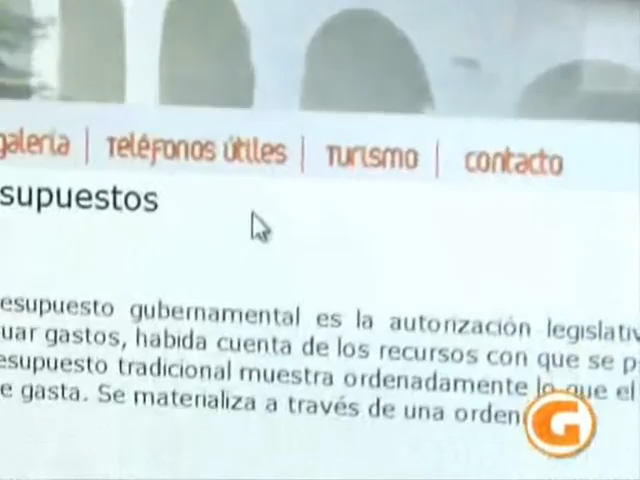 galería | Teléfonos útiles | Turismo | contacto
supuestos
esupuesto gubernamental es la autorización legislativ
uar gastos, habida cuenta de los recursos con que se p
esupuesto tradicional muestra ordenadamente lo que el
e gasta. Se materializa a través de una orden
G